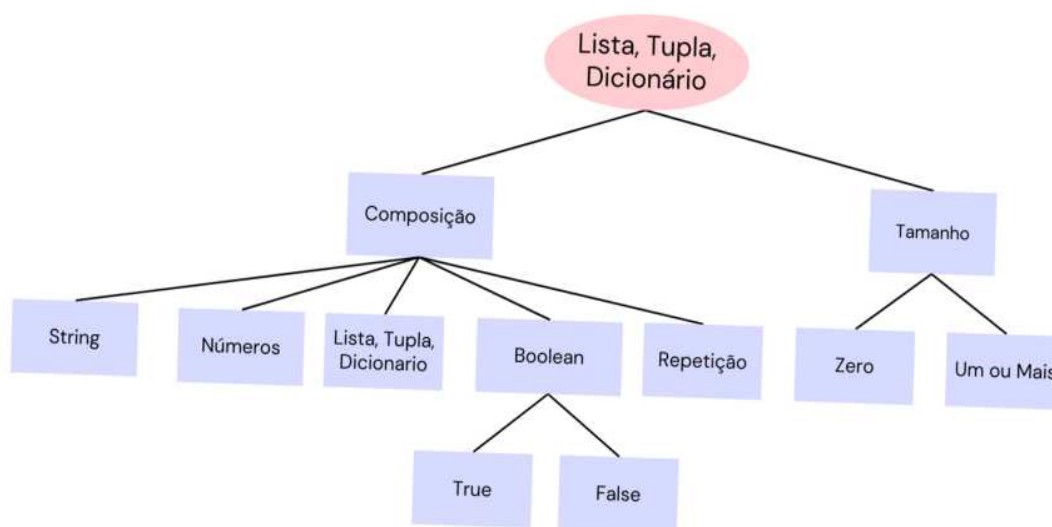 Lista, Tupla,
Dicionário
Composição
Tamanho
String
Números
Lista, Tupla,
Dicionario
Boolean
Repetição
Zero
Um ou Mais
True
False